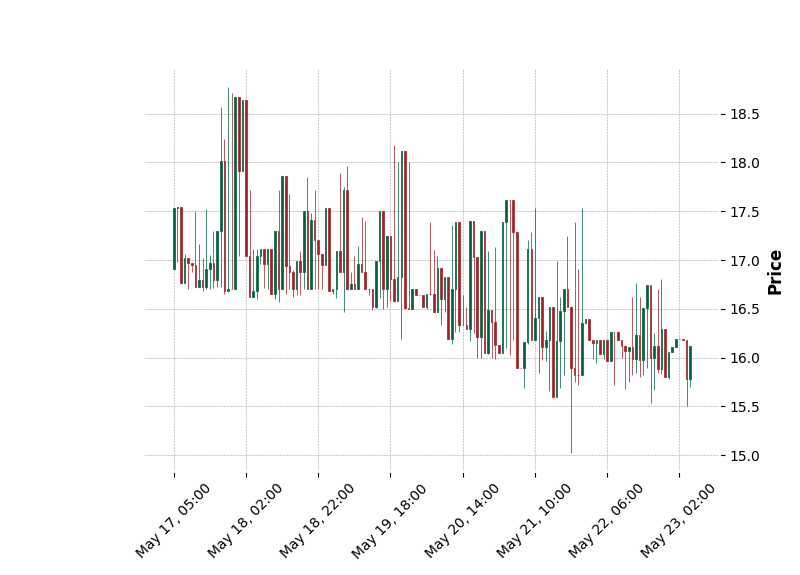 18.5
18.0
17.5
17.0
16.5
16.0
15.5
15.0
Price
May 17, 05:00
May 18, 02:00
May 18, 22:00
May 19, 18:00
May 20, 14:00
May 21, 10:00
May 22, 06:00
May 23, 02:00